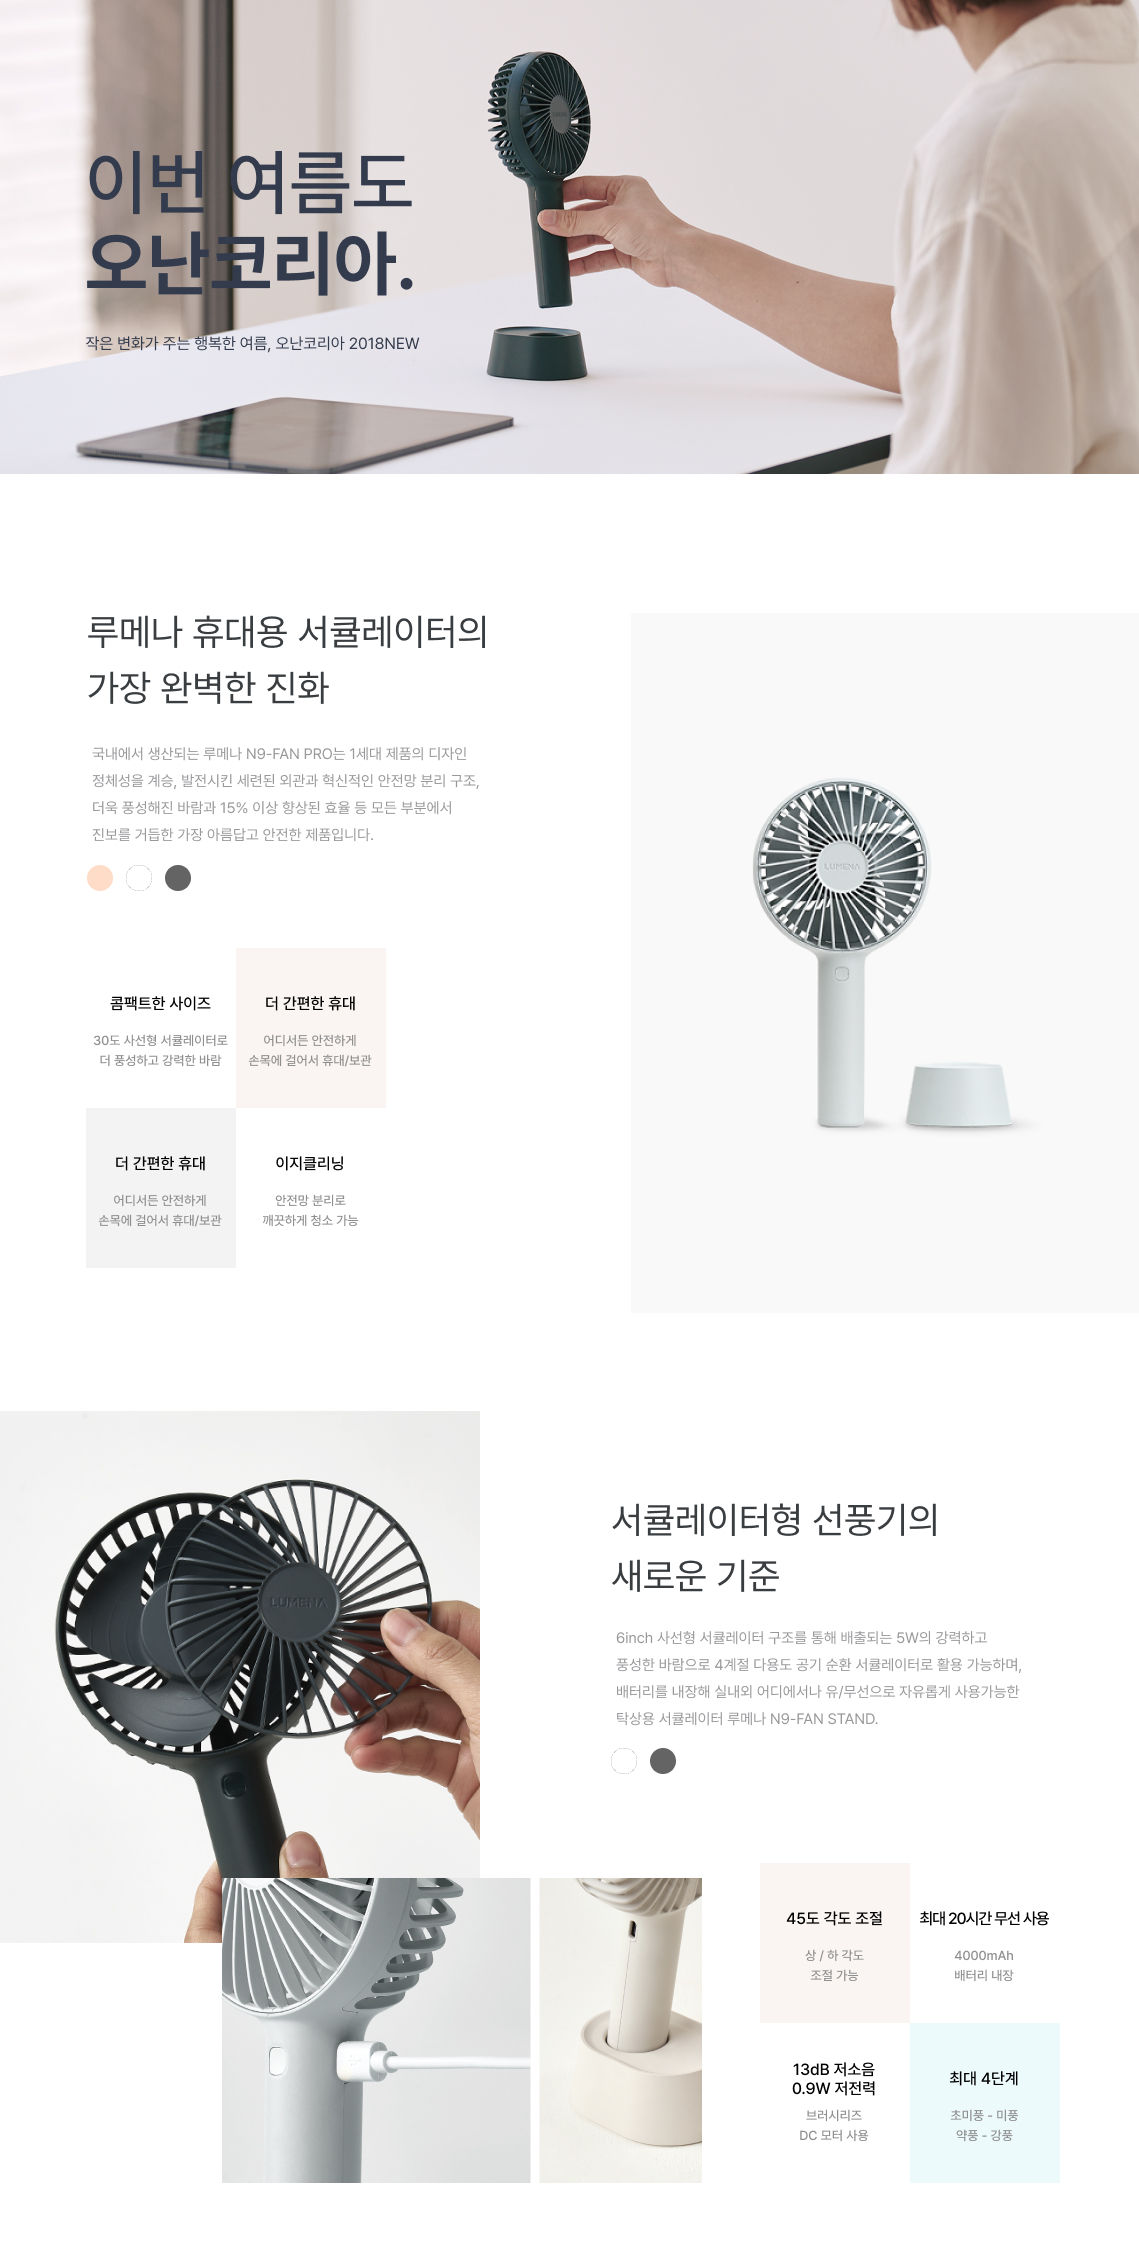 이번 여름도
오난코리아.
작은 변화가 주는 행복한 여름, 오난코리아 2018NEW
루메나 휴대용 서큘레이터의
가장 완벽한 진화
국내에서 생산되는 루메나 N9-FAN PRO는 1세대 제품의 디자인
정체성을 계승, 발전시킨 세련된 외관과 혁신적인 안전망 분리 구조,
더욱 풍성해진 바람과 15% 이상 향상된 효율 등 모든 부분에서
진보를 거듭한 가장 아름답고 안전한 제품입니다.
LUMENA
콤팩트한 사이즈
30도 사선형 서큘레이터로
더 풍성하고 강력한 바람
더 간편한 휴대
어디서든 안전하게
손목에 걸어서 휴대/보관
더 간편한 휴대
어디서든 안전하게
손목에 걸어서 휴대/보관
이지클리닝
안전망 분리로
깨끗하게 청소 가능
LUMENA
서큘레이터형 선풍기의
새로운 기준
6inch 사선형 서큘레이터 구조를 통해 배출되는 5W의 강력하고
풍성한 바람으로 4계절 다용도 공기 순환 서큘레이터로 활용 가능하며,
배터리를 내장해 실내외 어디에서나 유/무선으로 자유롭게 사용가능한
탁상용 서큘레이터 루메나 N9-FAN STAND.
45도 각도 조절
상 / 하 각도
조절 가능
최대 20시간 무선 사용
4000mAh
배터리 내장
13dB 저소음
0.9W 저전력
브러시리즈
DC 모터 사용
최대 4단계
초미풍 - 미풍
약풍 - 강풍